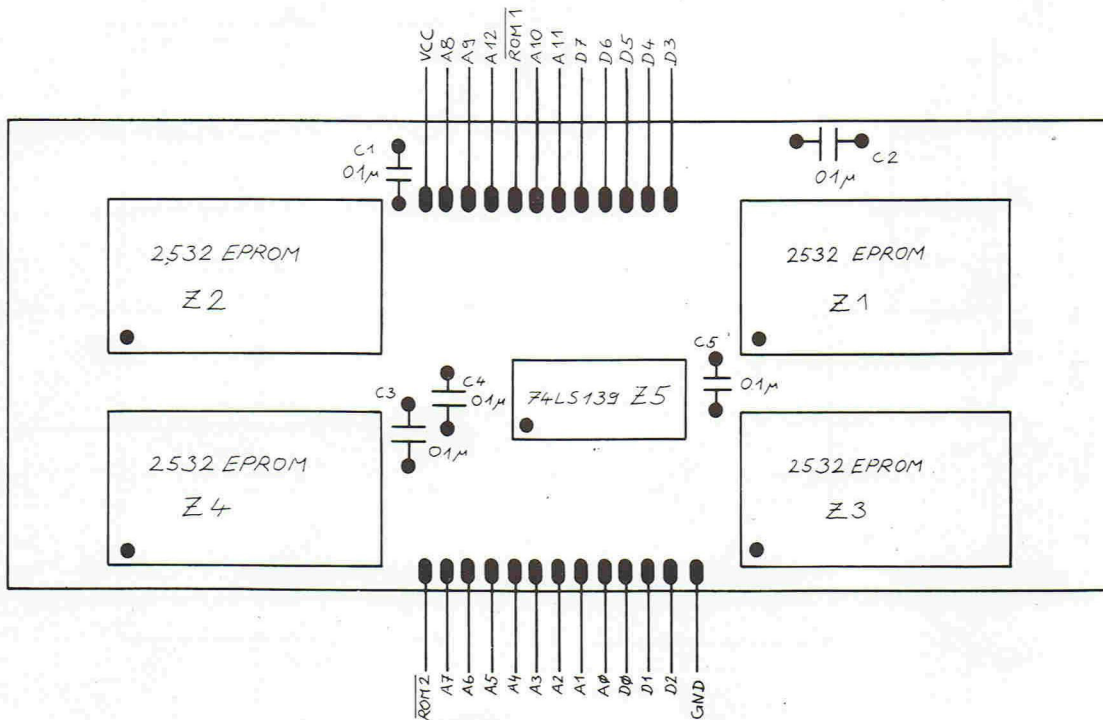 VCC
A8
A9
A12
ROM 1
A10
A11
D7
D6
D5
D4
D3
C1
01μ
C2
01μ
2532 EPROM
Z2
2532 EPROM
Z1
C5
01μ
C4
01μ
C3
01μ
74LS139 Z5
2532 EPROM
Z4
2532 EPROM
Z3
ROM2
A7
A6
A5
A4
A3
A2
A1
AØ
DØ
D1
D2
GND